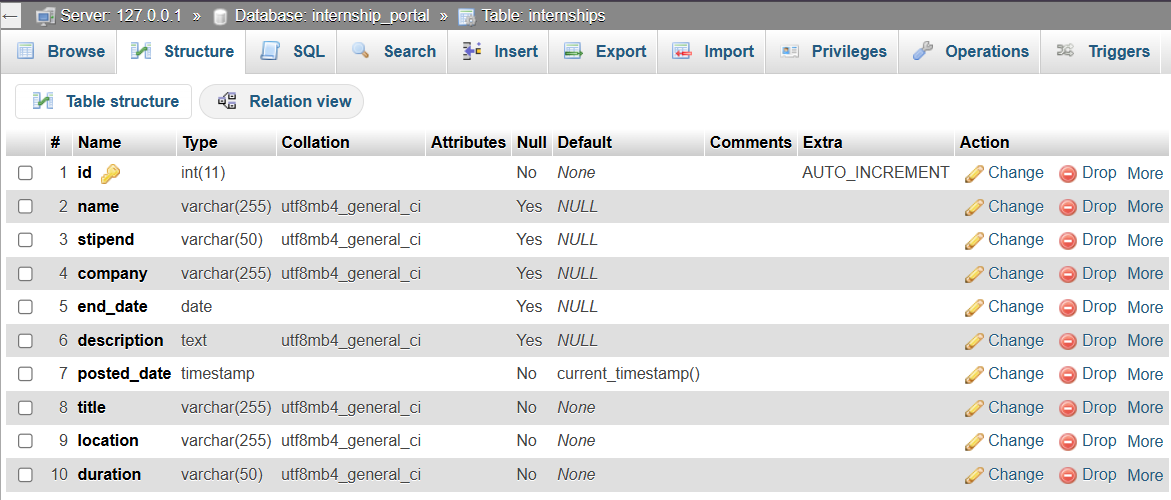 ← Server: 127.0.0.1 » Database: internship_portal » Table: internships
Browse Structure SQL Search Insert Export Import Privileges Operations Triggers
Table structure Relation view
# Name Type Collation Attributes Null Default Comments Extra Action
1 id int(11) No None AUTO_INCREMENT Change Drop More
2 name varchar(255) utf8mb4_general_ci Yes NULL Change Drop More
3 stipend varchar(50) utf8mb4_general_ci Yes NULL Change Drop More
4 company varchar(255) utf8mb4_general_ci Yes NULL Change Drop More
5 end_date date Yes NULL Change Drop More
6 description text utf8mb4_general_ci Yes NULL Change Drop More
7 posted_date timestamp No current_timestamp() Change Drop More
8 title varchar(255) utf8mb4_general_ci No None Change Drop More
9 location varchar(255) utf8mb4_general_ci No None Change Drop More
10 duration varchar(50) utf8mb4_general_ci No None Change Drop More